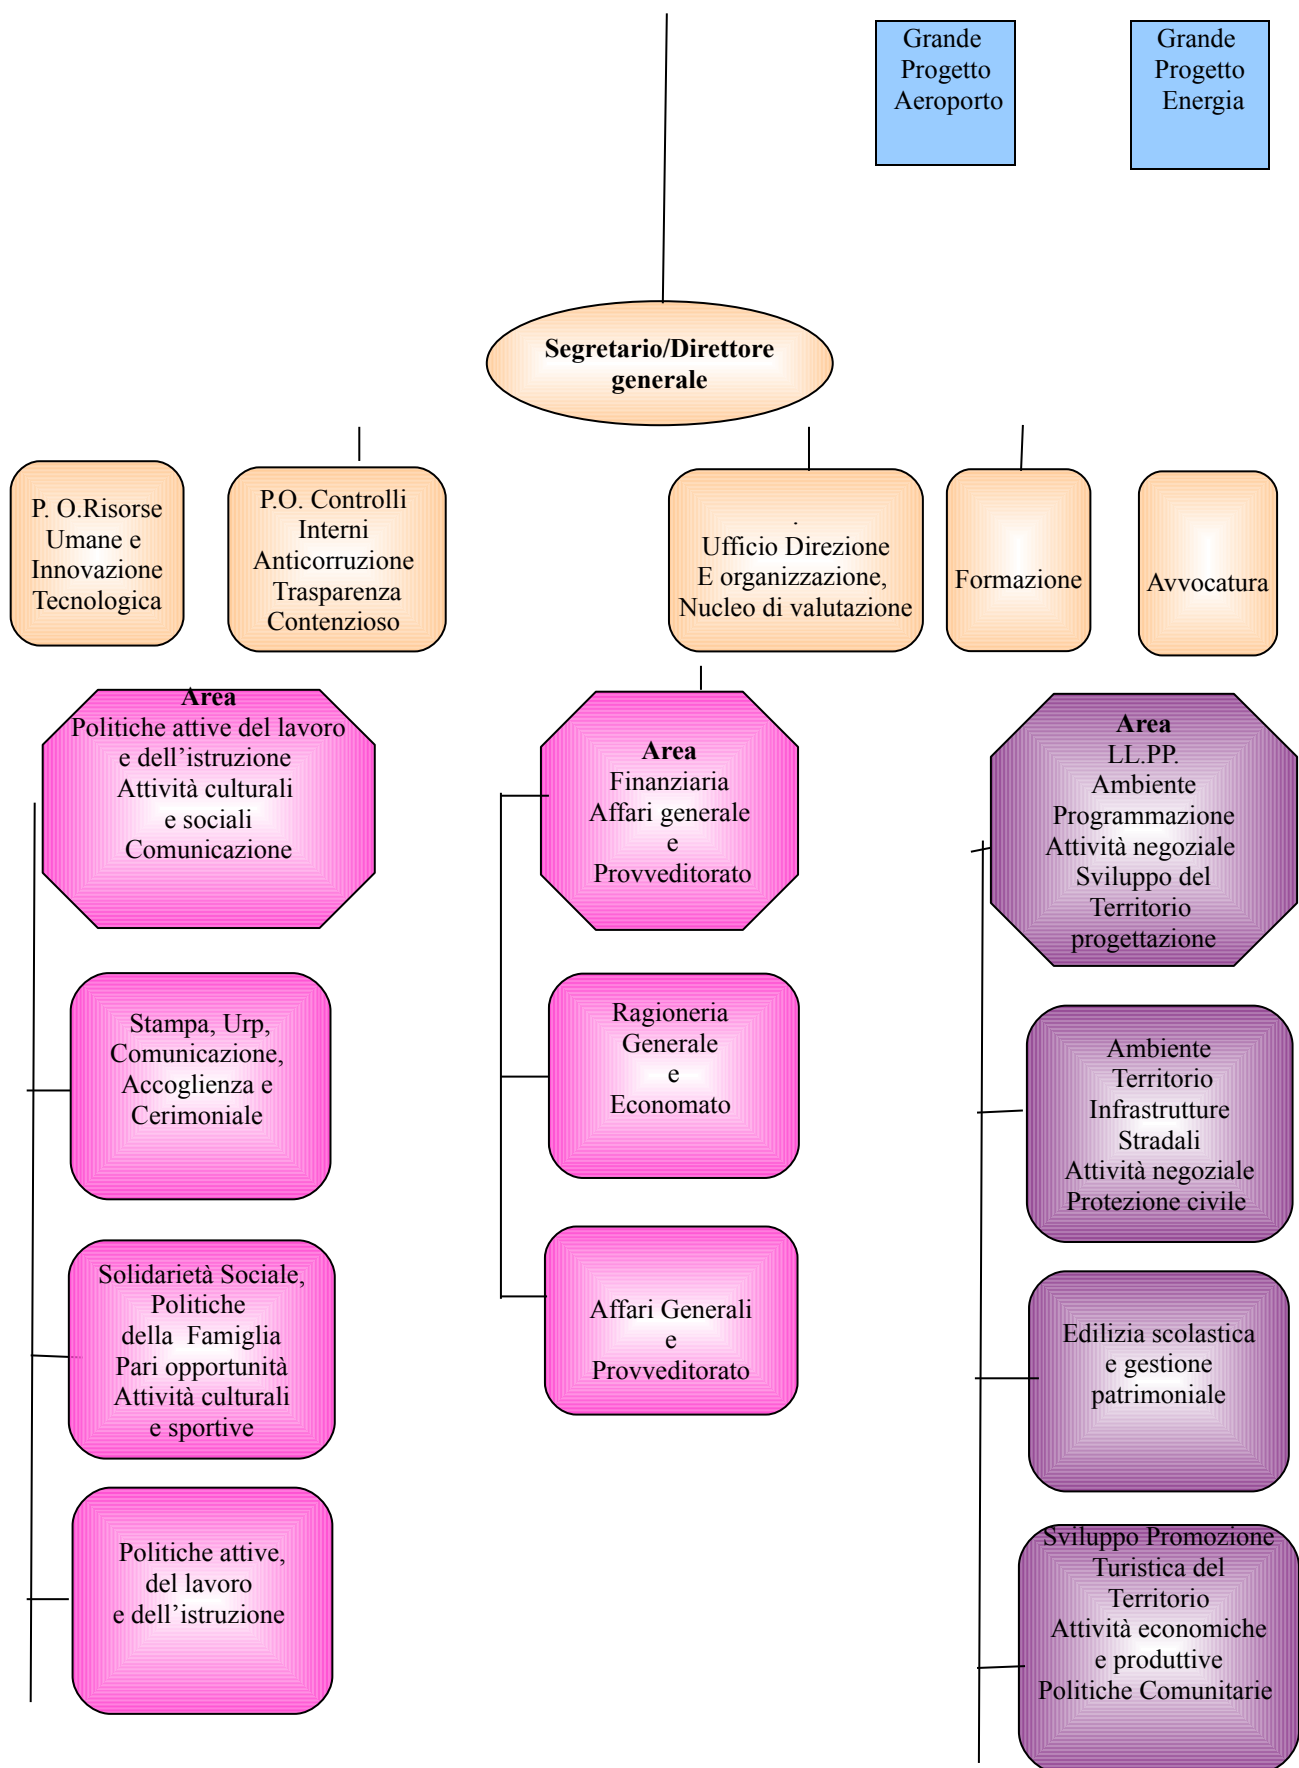 Grande
Progetto
Aeroporto
Grande
Progetto
Energia
Segretario/Direttore
generale
P. O.Risorse
Umane e
Innovazione
Tecnologica
P.O. Controlli
Interni
Anticorruzione
Trasparenza
Contenzioso
.
Ufficio Direzione
E organizzazione,
Nucleo di valutazione
Formazione
Avvocatura
Area
Politiche attive del lavoro
e dell’istruzione
Attività culturali
e sociali
Comunicazione
Area
Finanziaria
Affari generale
e
Provveditorato
Area
LL.PP.
Ambiente
Programmazione
Attività negoziale
Sviluppo del
Territorio
progettazione
Stampa, Urp,
Comunicazione,
Accoglienza e
Cerimoniale
Ragioneria
Generale
e
Economato
Ambiente
Territorio
Infrastrutture
Stradali
Attività negoziale
Protezione civile
Solidarietà Sociale,
Politiche
della  Famiglia
Pari opportunità
Attività culturali
e sportive
Affari Generali
e
Provveditorato
Edilizia scolastica
e gestione
patrimoniale
Politiche attive,
del lavoro
e dell’istruzione
Sviluppo Promozione
Turistica del
Territorio
Attività economiche
e produttive
Politiche Comunitarie